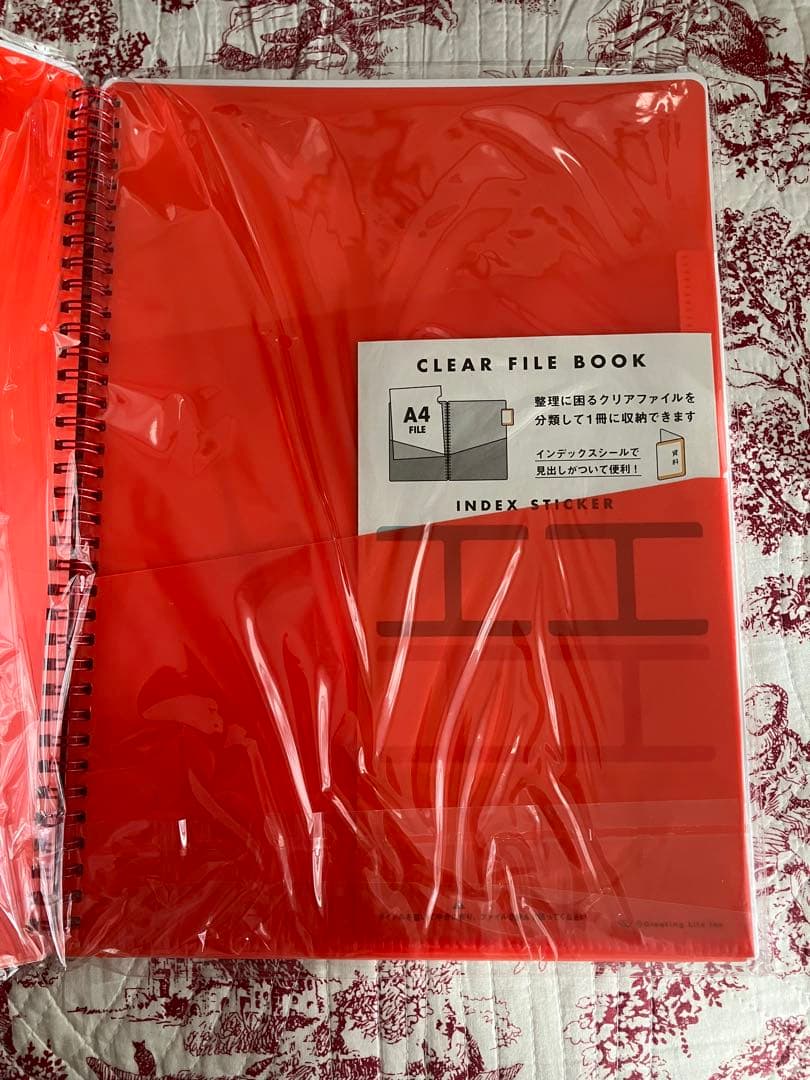 CLEAR FILE BOOK
A4
FILE
整理に困るクリアファイルを
分類して1冊に収納できます
インデックスシールで
見出しがついて便利!
資料
INDEX STICKER
Greeting Life Inc